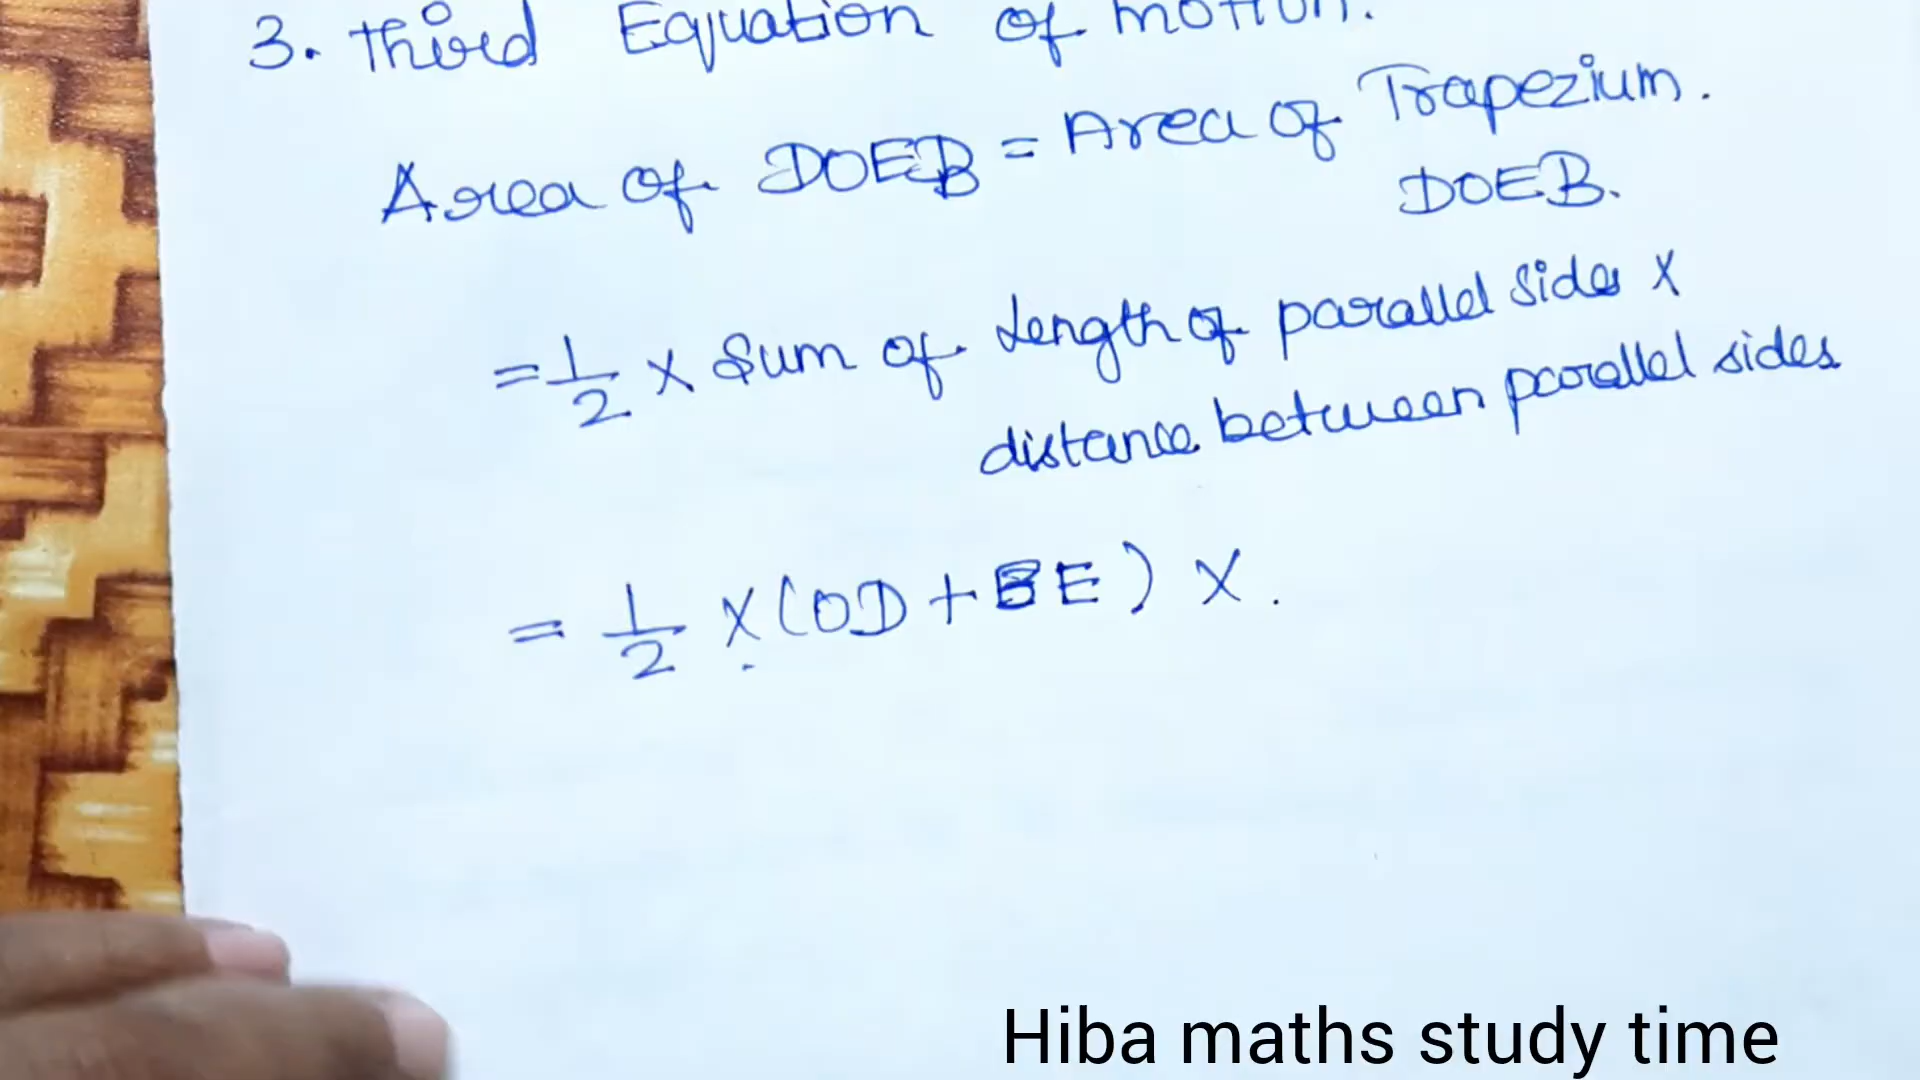 3. Third Equation of motion.
Area of DOEB = Area of Trapezium.
DOEB.
= 1/2 × Sum of Length of parallel sides ×
distance between parallel sides
= 1/2 × (OD + BE) × .
Hiba maths study time